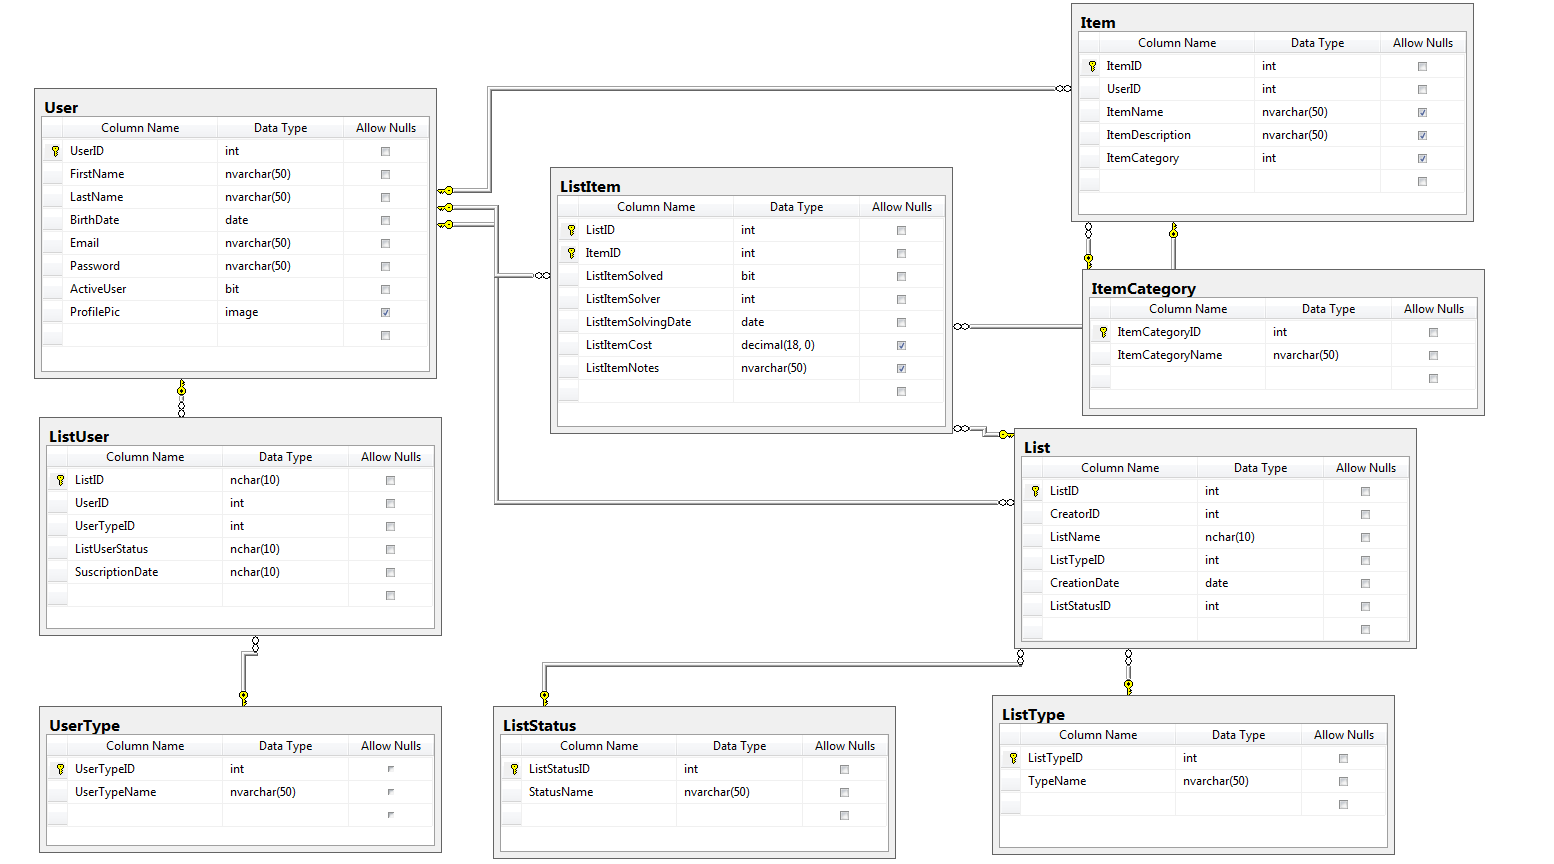 User
Column Name Data Type Allow Nulls
UserID int
FirstName nvarchar(50)
LastName nvarchar(50)
BirthDate date
Email nvarchar(50)
Password nvarchar(50)
ActiveUser bit
ProfilePic image
ListUser
Column Name Data Type Allow Nulls
ListID nchar(10)
UserID int
UserTypeID int
ListUserStatus nchar(10)
SuscriptionDate nchar(10)
UserType
Column Name Data Type Allow Nulls
UserTypeID int
UserTypeName nvarchar(50)
ListItem
Column Name Data Type Allow Nulls
ListID int
ItemID int
ListItemSolved bit
ListItemSolver int
ListItemSolvingDate date
ListItemCost decimal(18, 0)
ListItemNotes nvarchar(50)
ListStatus
Column Name Data Type Allow Nulls
ListStatusID int
StatusName nvarchar(50)
Item
Column Name Data Type Allow Nulls
ItemID int
UserID int
ItemName nvarchar(50)
ItemDescription nvarchar(50)
ItemCategory int
ItemCategory
Column Name Data Type Allow Nulls
ItemCategoryID int
ItemCategoryName nvarchar(50)
List
Column Name Data Type Allow Nulls
ListID int
CreatorID int
ListName nchar(10)
ListTypeID int
CreationDate date
ListStatusID int
ListType
Column Name Data Type Allow Nulls
ListTypeID int
TypeName nvarchar(50)